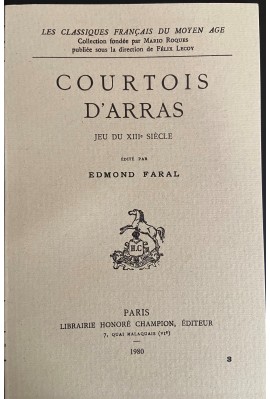 LES CLASSIQUES FRANÇAIS DU MOYEN AGE
Collection fondée par MARIO ROQUES
publiée sous la direction de FÉLIX LECOY
COURTOIS
D'ARRAS
JEU DU XIIIe SIÈCLE
ÉDITÉ PAR
EDMOND FARAL
H.C
PARIS
LIBRAIRIE HONORÉ CHAMPION, ÉDITEUR
7, QUAI MALAQUAIS (VIe)
1980
3